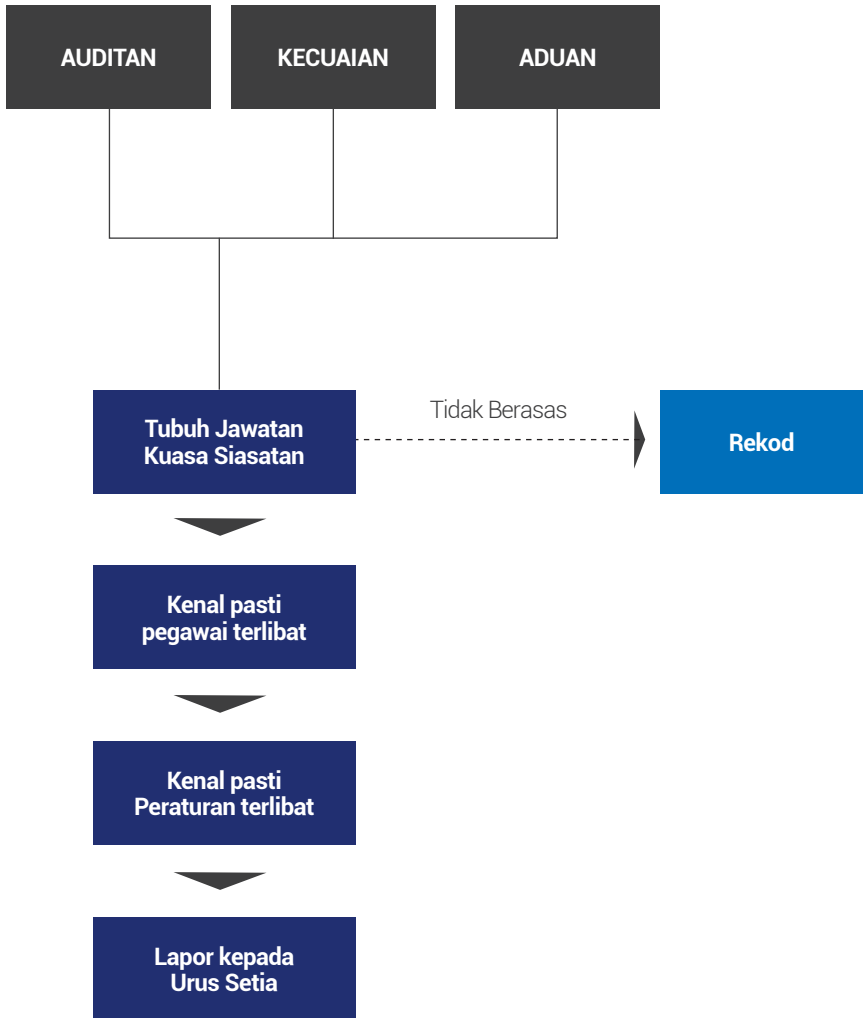 AUDITAN
KECUAIAN
ADUAN
Tubuh Jawatan
Kuasa Siasatan
Tidak Berasas
Rekod
Kenal pasti
pegawai terlibat
Kenal pasti
Peraturan terlibat
Lapor kepada
Urus Setia